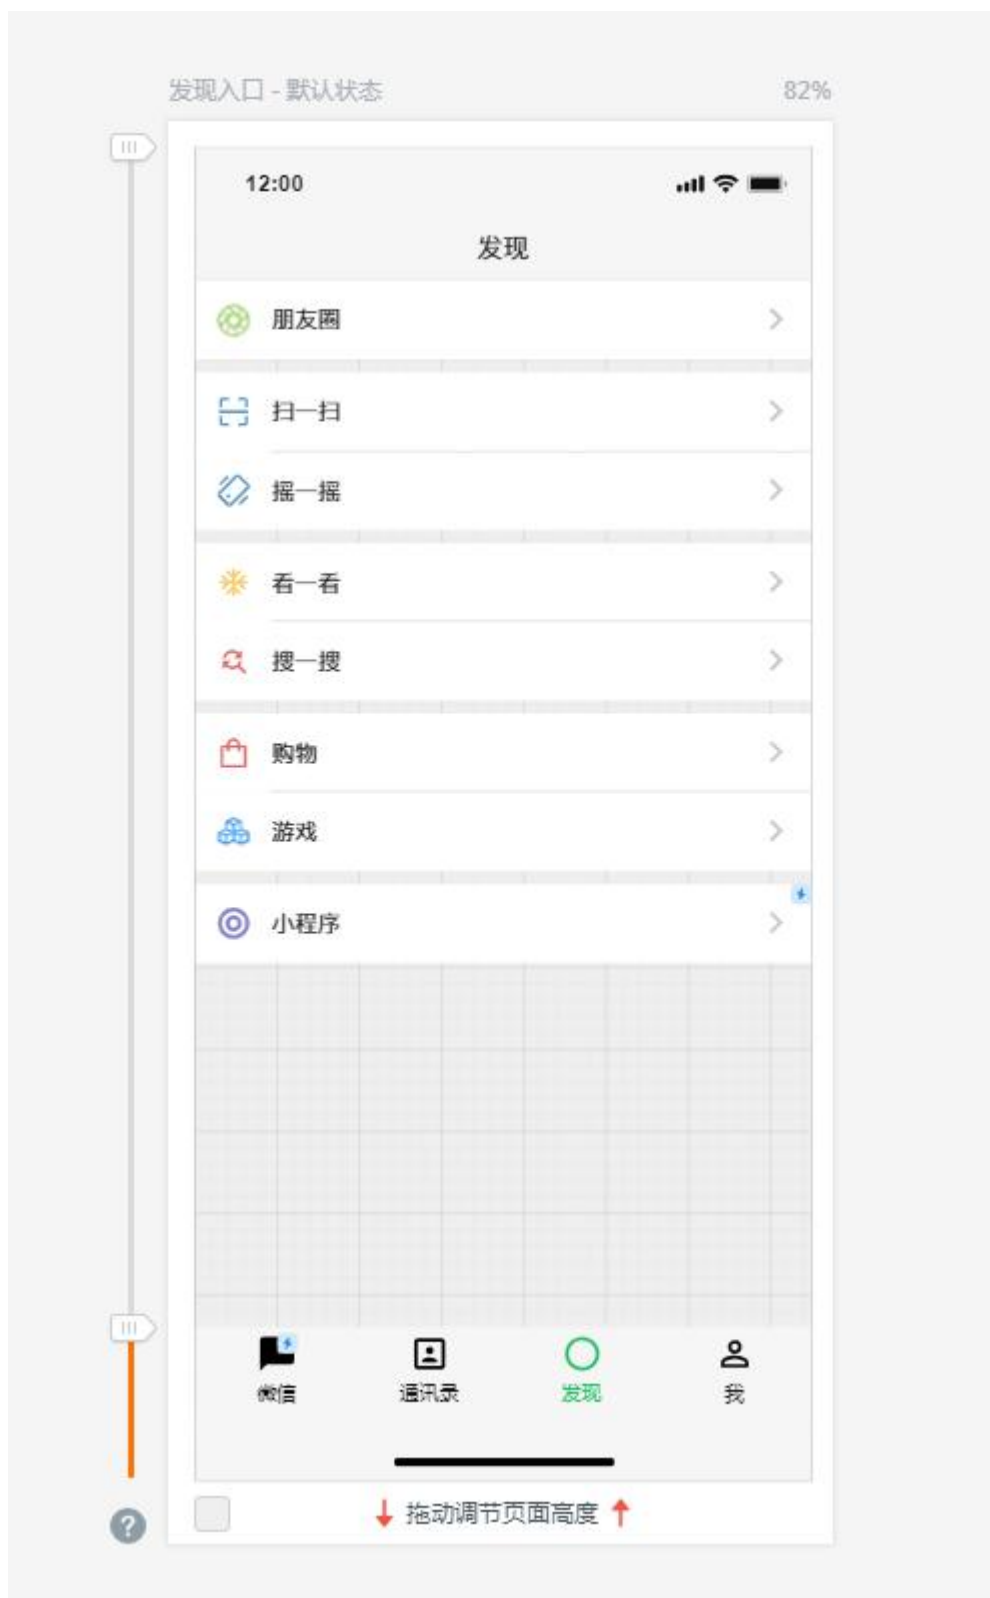 发现入口 - 默认状态 82%
12:00
发现
朋友圈
扫一扫
摇一摇
看一看
搜一搜
购物
游戏
小程序
微信 通讯录 发现 我
? ↓ 拖动调节页面高度 ↑